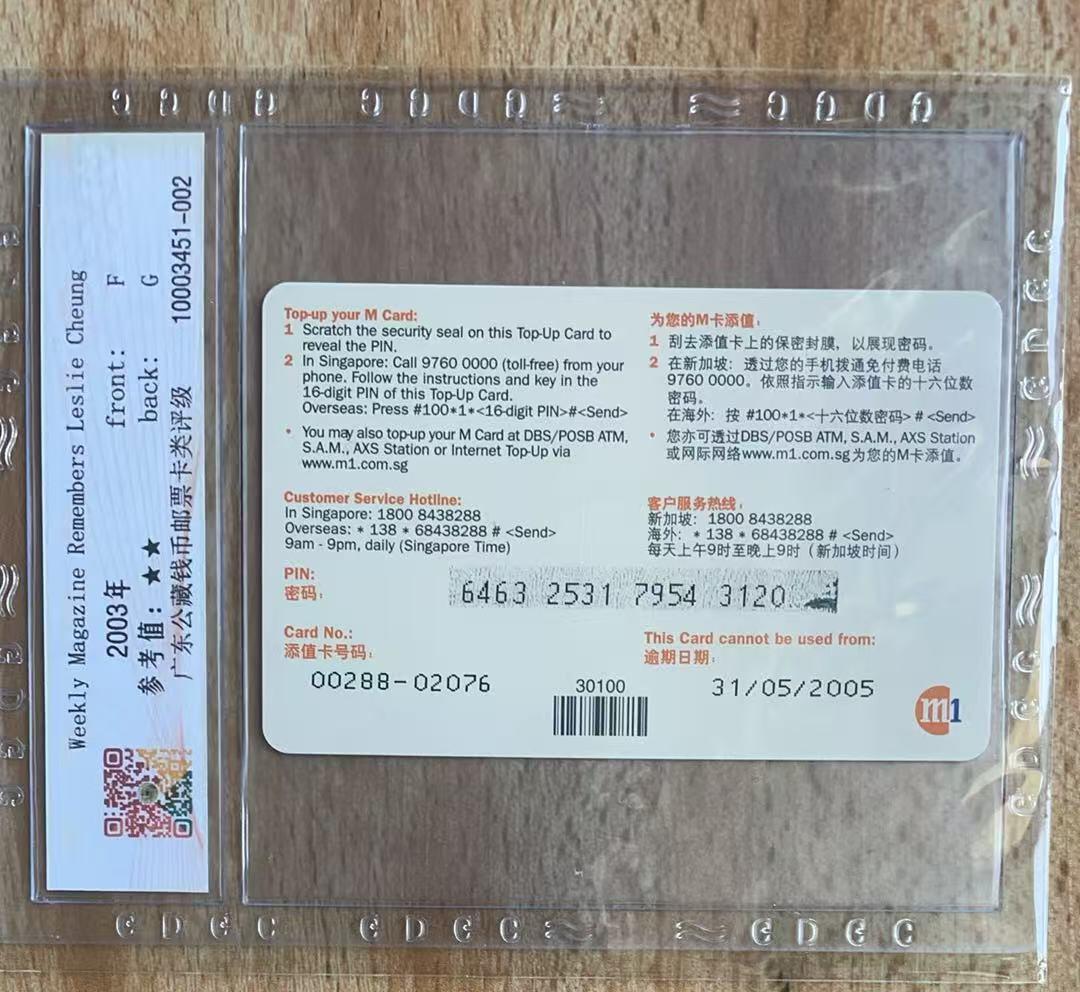 Weekly Magazine Remembers Leslie Cheung
2003年 front: F
参考值：★★ back: G
广东公藏钱币邮票卡类评级 10003451-002
Top-up your M Card:
1 Scratch the security seal on this Top-Up Card to
reveal the PIN.
2 In Singapore: Call 9760 0000 (toll-free) from your
phone. Follow the instructions and key in the
16-digit PIN of this Top-Up Card.
Overseas: Press #100*1*<16-digit PIN>#<Send>
• You may also top-up your M Card at DBS/POSB ATM,
S.A.M., AXS Station or Internet Top-Up via
www.m1.com.sg
Customer Service Hotline:
In Singapore: 1800 8438288
Overseas: * 138 * 68438288 # <Send>
9am - 9pm, daily (Singapore Time)
为您的M卡添值：
1 刮去添值卡上的保密封膜，以展现密码。
2 在新加坡：透过您的手机拨通免付费电话
9760 0000。依照指示输入添值卡的十六位数
密码。
在海外：按 #100*1*<十六位数密码> # <Send>
• 您亦可透过DBS/POSB ATM, S.A.M., AXS Station
或网际网络www.m1.com.sg为您的M卡添值。
客户服务热线：
新加坡：1800 8438288
海外：* 138 * 68438288 # <Send>
每天上午9时至晚上9时（新加坡时间）
PIN:
密码： 6463 2531 7954 3120
Card No.:
添值卡号码：
00288-02076
30100
This Card cannot be used from:
逾期日期：
31/05/2005
m1